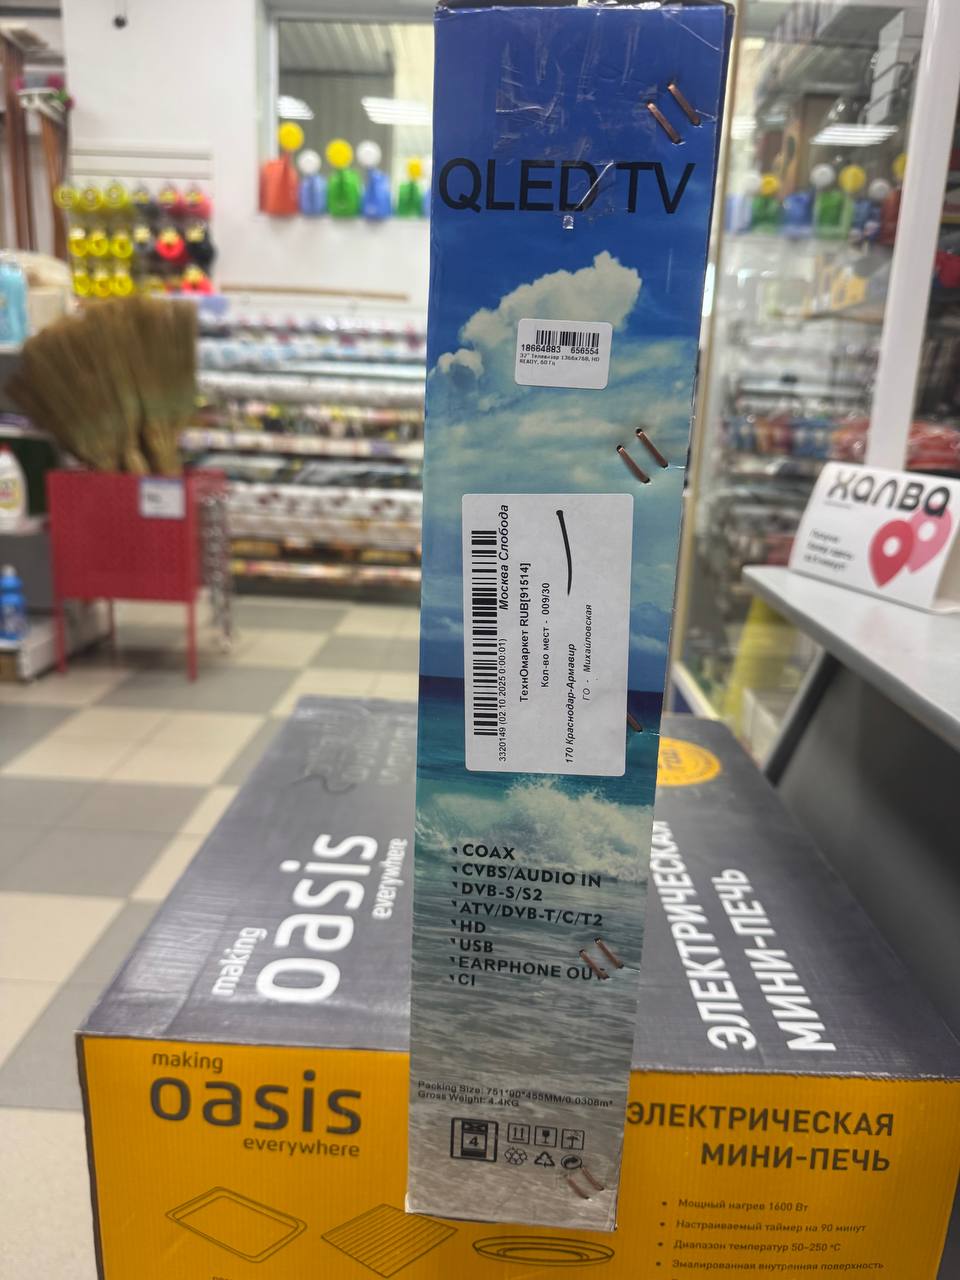 QLED TV
18664883 656554
32" Телевизор 1366x768, HD
READY, 60 Гц
Москва Слобода
3320149 (02.10.2025 0:00:01)
ТехнОмаркет RUB[91514]
Кол-во мест - 009/30
170 Краснодар-Армавир
ГО - Михайловская
COAX
CVBS/AUDIO IN
DVB-S/S2
ATV/DVB-T/C/T2
HD
USB
EARPHONE OUT
CI
Packing Size: 751*90*455MM/0.0308m³
Gross Weight: 4.4KG
4
халва
making
oasis
everywhere
ЭЛЕКТРИЧЕСКАЯ
МИНИ-ПЕЧЬ
making
oasis
everywhere
ЭЛЕКТРИЧЕСКАЯ
МИНИ-ПЕЧЬ
• Мощный нагрев 1600 Вт
• Настраиваемый таймер на 90 минут
• Диапазон температур 50–250 °C
• Эмалированная внутренняя поверхность